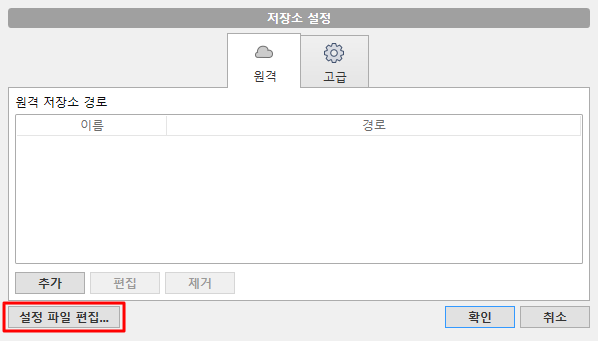 저장소 설정
원격
고급
원격 저장소 경로
이름 경로
추가 편집 제거
설정 파일 편집... 확인 취소